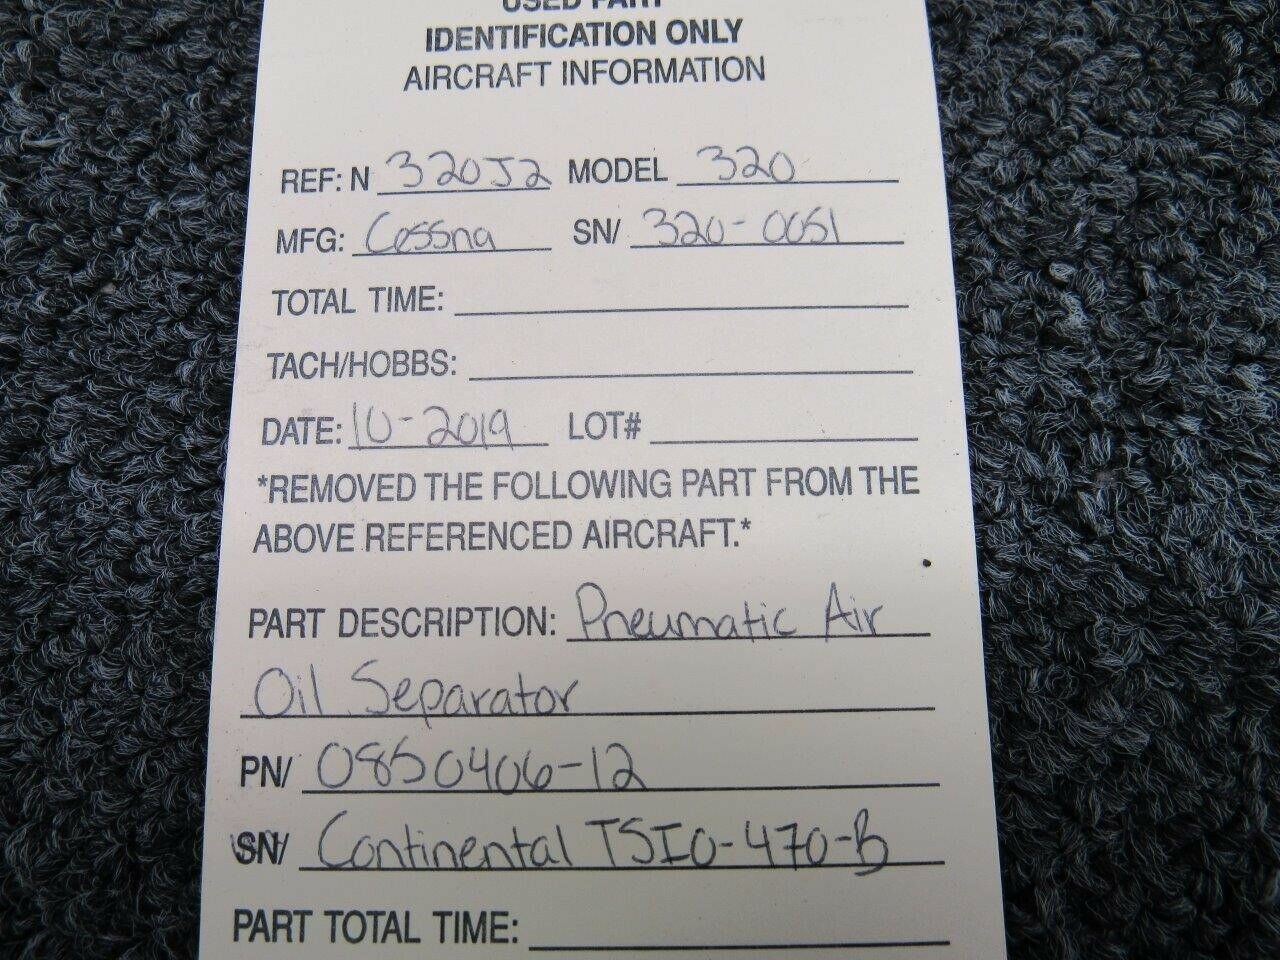 USED PART
IDENTIFICATION ONLY
AIRCRAFT INFORMATION
REF: N 320J2 MODEL 320
MFG: Cessna SN/ 320-0051
TOTAL TIME:
TACH/HOBBS:
DATE: 10-2019 LOT#
*REMOVED THE FOLLOWING PART FROM THE
ABOVE REFERENCED AIRCRAFT.*
PART DESCRIPTION: Pneumatic Air
Oil Separator
PN/ 0850406-12
SN/ Continental TSIO-470-B
PART TOTAL TIME: